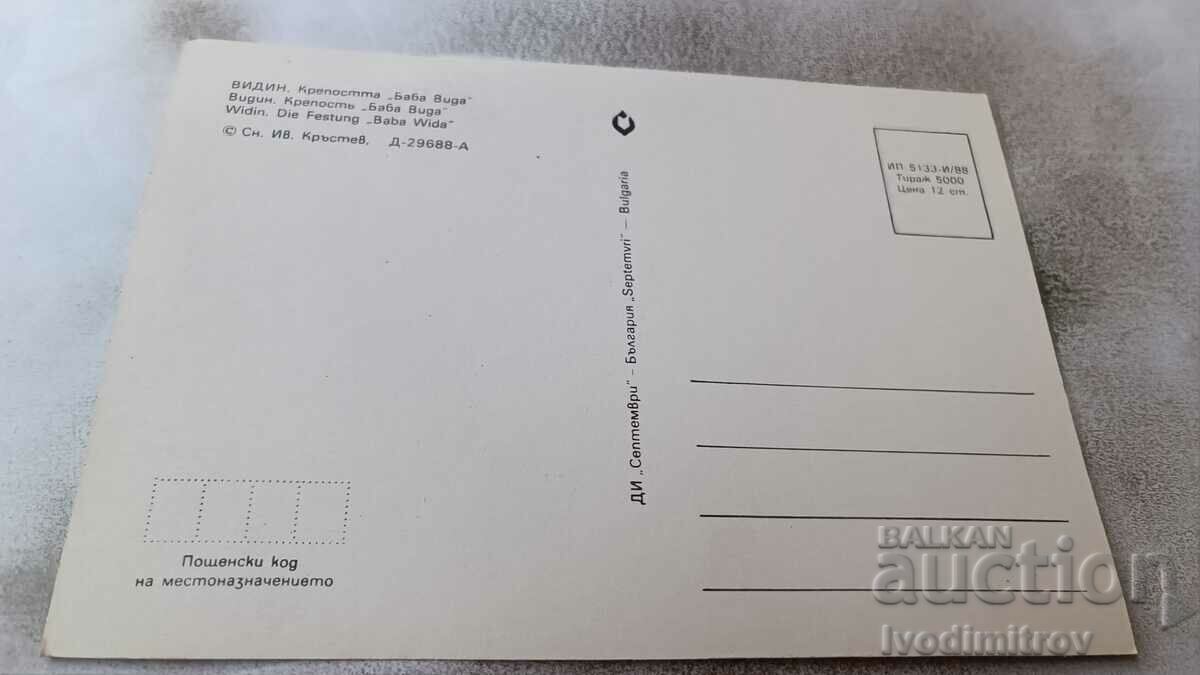 ВИДИН. Крепостта „Баба Вида"
Видин. Крепость „Баба Вида"
Widin. Die Festung „Baba Wida"
© Сн. Ив. Кръстев, Д-29688-А
ДИ „Септември" – България „Septemvri" – Bulgaria
ИП 5133-И/88
Тираж 5000
Цена 12 ст.
Пощенски код
на местоназначението
BALKAN
auction
Ivodimitrov